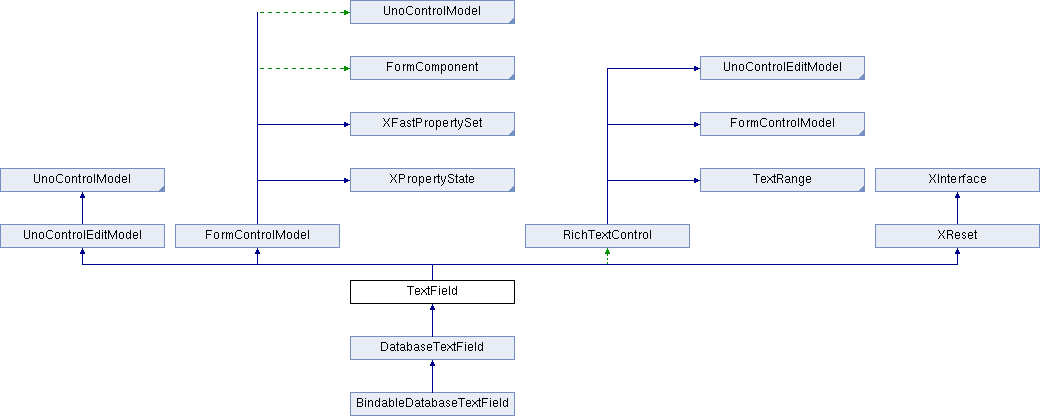 UnoControlModel
FormComponent
UnoControlEditModel
XFastPropertySet
FormControlModel
UnoControlModel
XPropertyState
TextRange
XInterface
UnoControlEditModel
FormControlModel
RichTextControl
XReset
TextField
DatabaseTextField
BindableDatabaseTextField